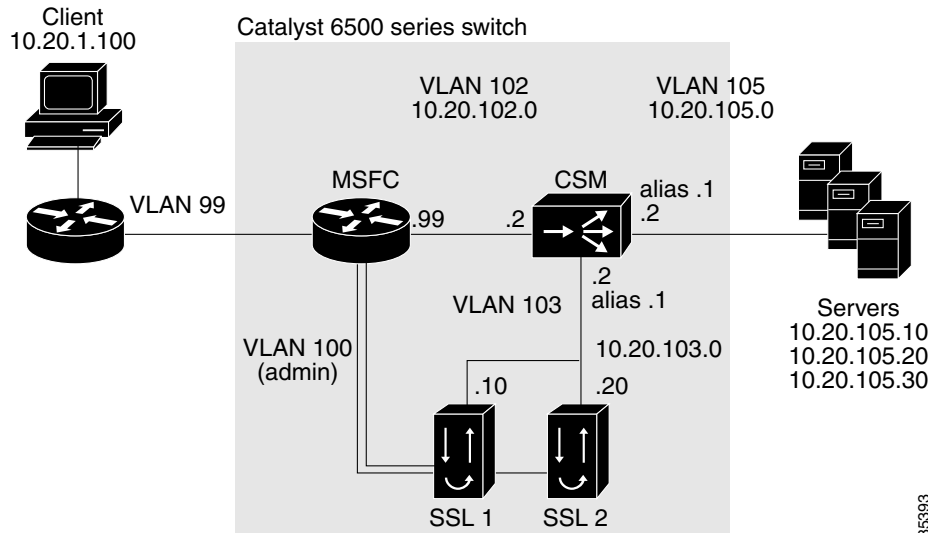 Client
10.20.1.100
Catalyst 6500 series switch
VLAN 102
10.20.102.0
VLAN 105
10.20.105.0
MSFC
CSM
alias .1
VLAN 99
.99
.2
.2
.2
alias .1
VLAN 103
Servers
10.20.105.10
10.20.105.20
10.20.105.30
VLAN 100
(admin)
10.20.103.0
.10
.20
SSL 1
SSL 2